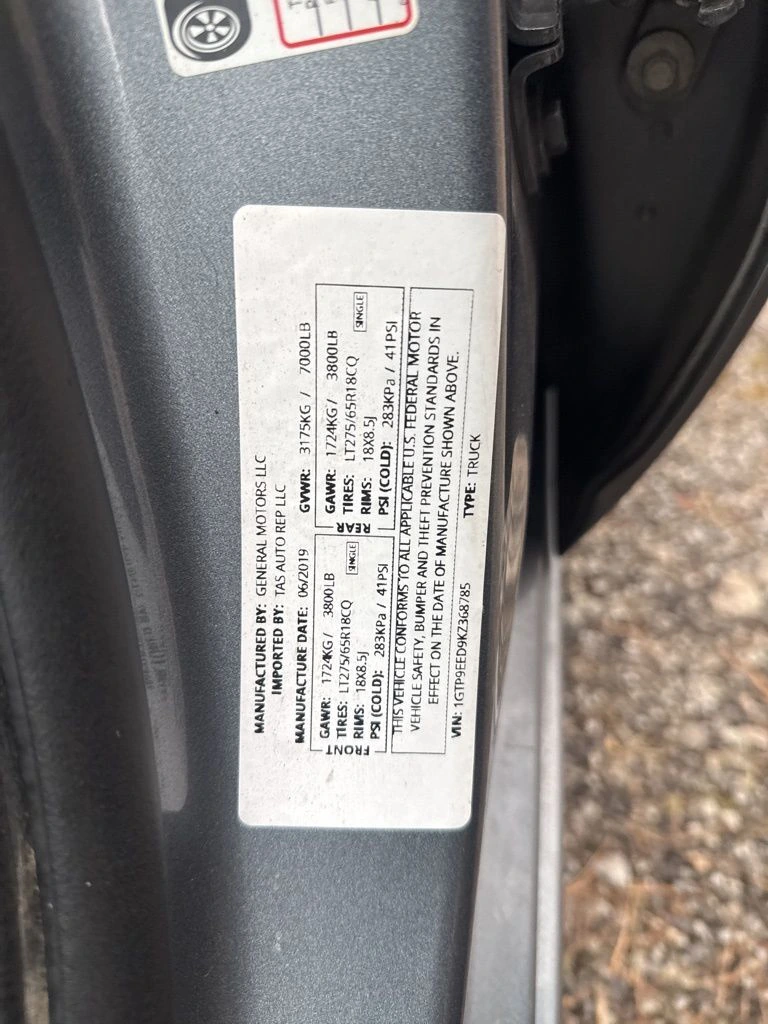 MANUFACTURED BY: GENERAL MOTORS LLC
IMPORTED BY: TAS AUTO REP LLC
MANUFACTURE DATE: 06/2019 GVWR: 3175KG / 7000LB
FRONT
GAWR: 1724KG / 3800LB
TIRES: LT275/65R18CQ
RIMS: 18X8.5J SINGLE
PSI (COLD): 283KPa / 41PSI
REAR
GAWR: 1724KG / 3800LB
TIRES: LT275/65R18CQ
RIMS: 18X8.5J SINGLE
PSI (COLD): 283KPa / 41PSI
THIS VEHICLE CONFORMS TO ALL APPLICABLE U.S. FEDERAL MOTOR
VEHICLE SAFETY, BUMPER AND THEFT PREVENTION STANDARDS IN
EFFECT ON THE DATE OF MANUFACTURE SHOWN ABOVE.
VIN: 1GTP9EED9KZ368785 TYPE: TRUCK